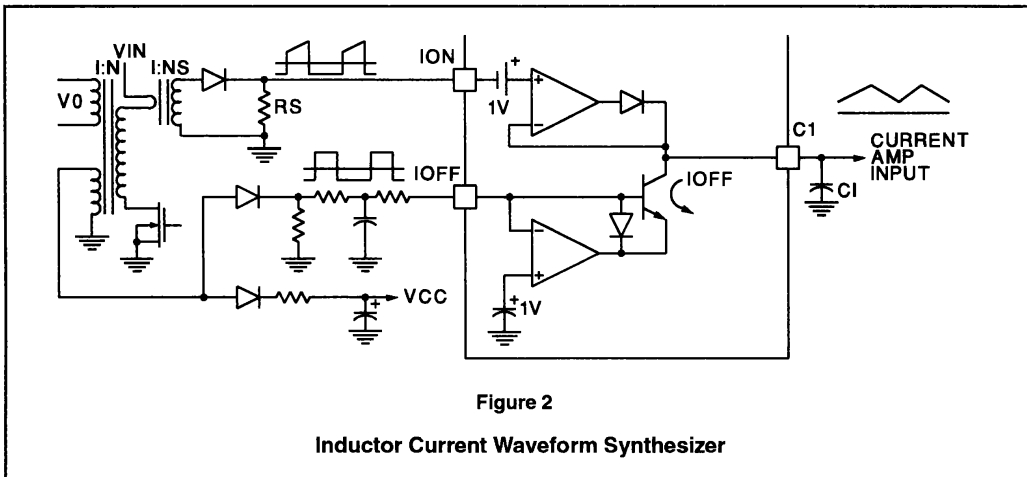 VIN
I:N
I:NS
ION
V0
RS
1V
+
+
−
C1
CURRENT
AMP
INPUT
CI
IOFF
IOFF
−
+
+
1V
VCC
+
Figure 2
Inductor Current Waveform Synthesizer